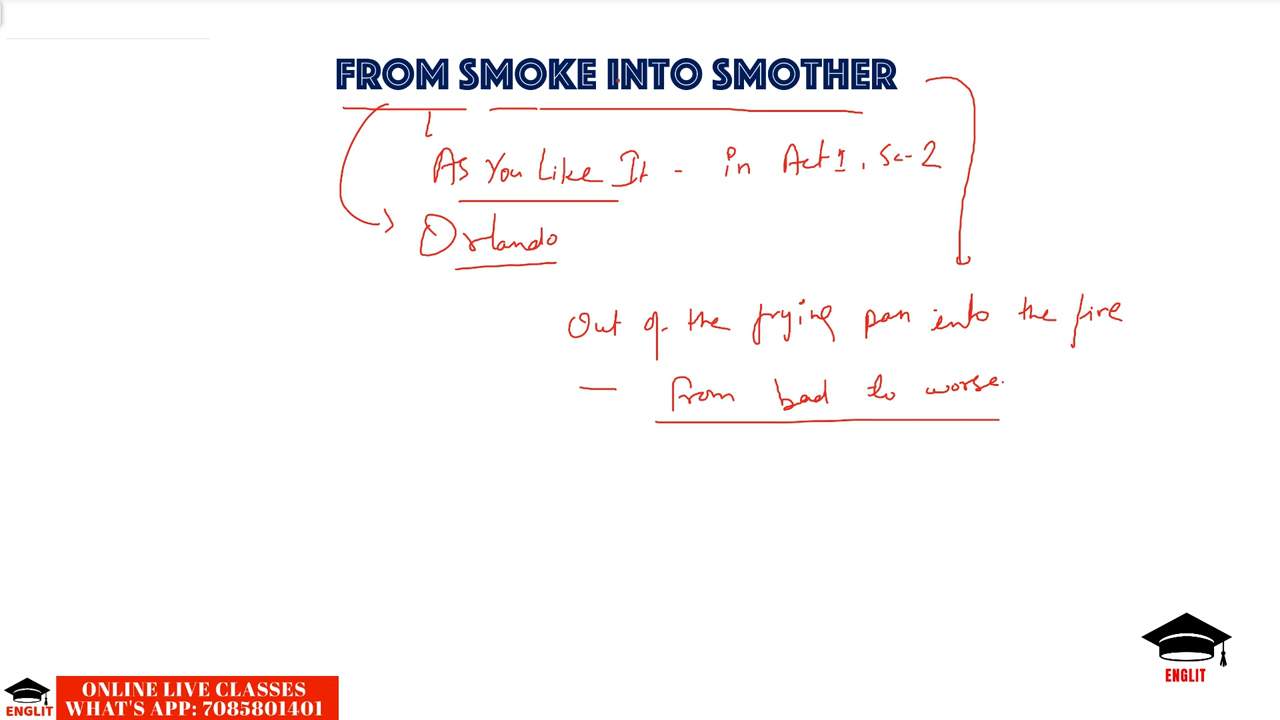 FROM SMOKE INTO SMOTHER
As You Like It - in Act I, Sc-2
Orlando
Out of the frying pan into the fire
— from bad to worse.
ENGLIT
ENGLIT
ONLINE LIVE CLASSES
WHAT'S APP: 7085801401